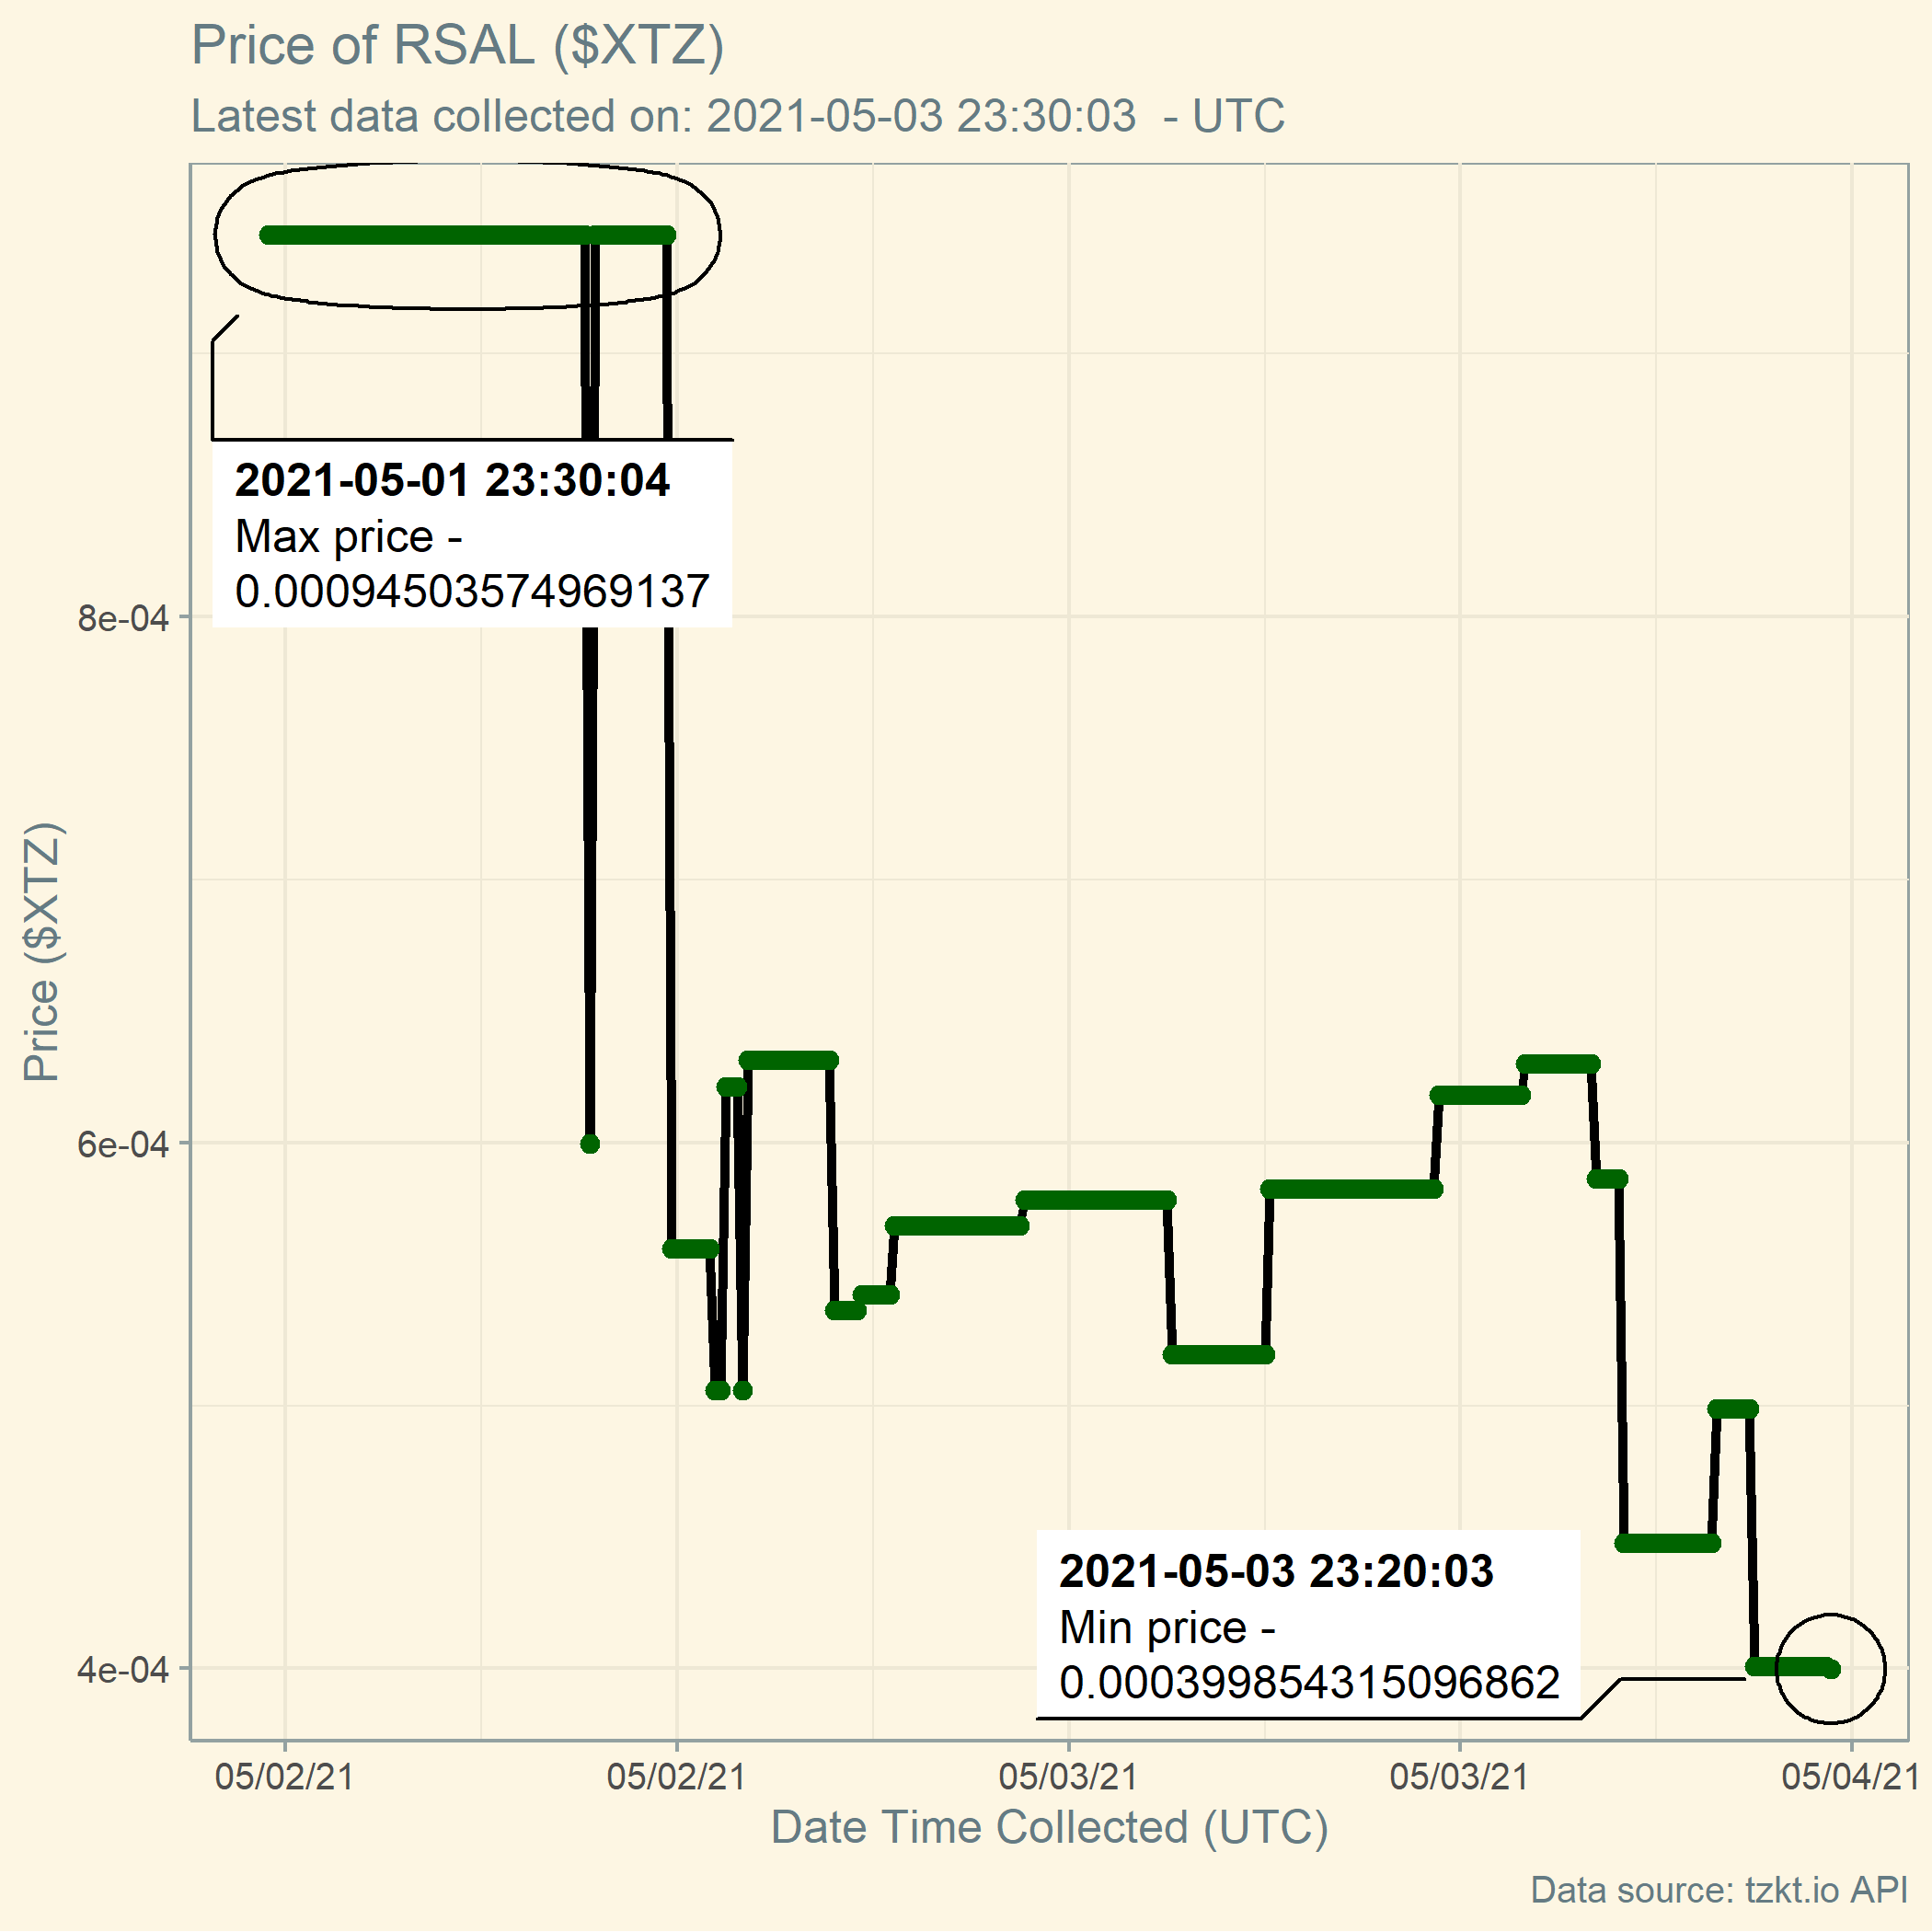 Price of RSAL ($XTZ)
Latest data collected on: 2021-05-03 23:30:03  - UTC
2021-05-01 23:30:04
Max price -
0.00094503574969137
8e-04
Price ($XTZ)
6e-04
2021-05-03 23:20:03
Min price -
0.000399854315096862
4e-04
05/02/21 05/02/21 05/03/21 05/03/21 05/04/21
Date Time Collected (UTC)
Data source: tzkt.io API